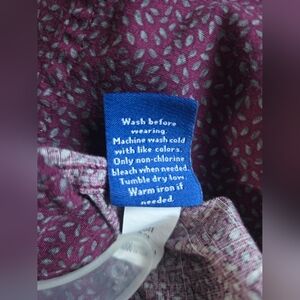 Wash before
wearing.
Machine wash cold
with like colors.
Only non-chlorine
bleach when needed.
Tumble dry low.
Warm iron if
needed